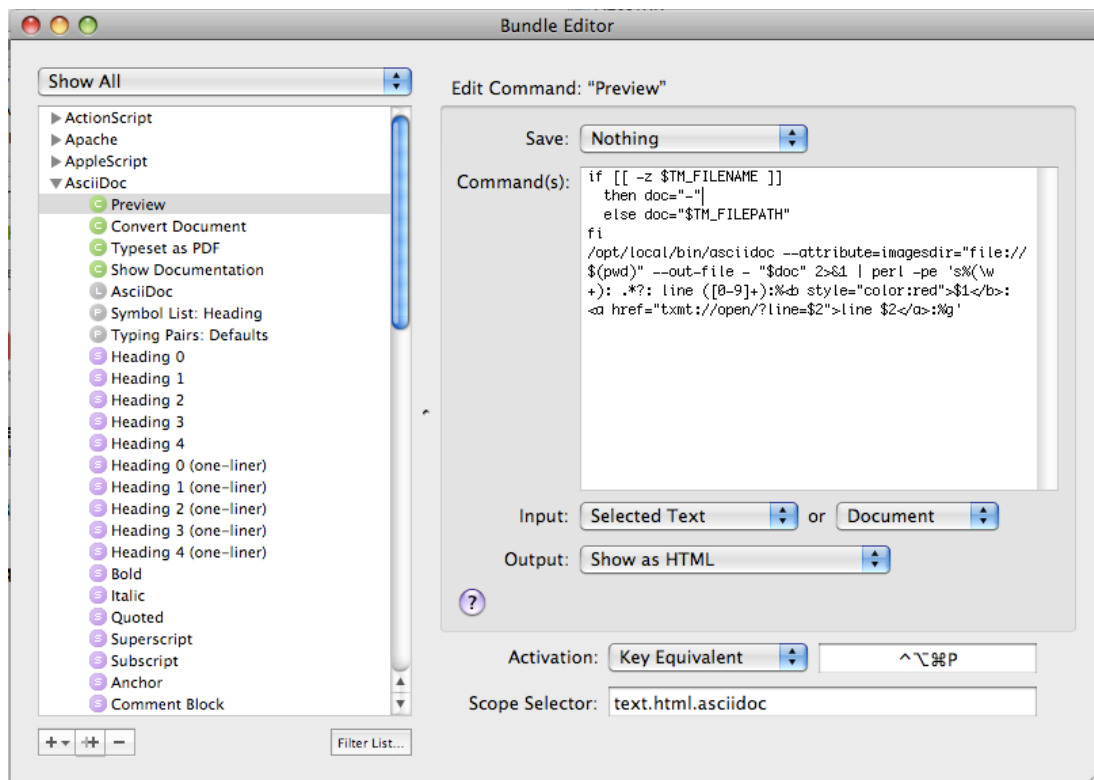 Bundle Editor
Show All
ActionScript
Apache
AppleScript
AsciiDoc
C Preview
C Convert Document
C Typeset as PDF
C Show Documentation
L AsciiDoc
P Symbol List: Heading
P Typing Pairs: Defaults
S Heading 0
S Heading 1
S Heading 2
S Heading 3
S Heading 4
S Heading 0 (one-liner)
S Heading 1 (one-liner)
S Heading 2 (one-liner)
S Heading 3 (one-liner)
S Heading 4 (one-liner)
S Bold
S Italic
S Quoted
S Superscript
S Subscript
S Anchor
S Comment Block
Filter List...
Edit Command: “Preview”
Save: Nothing
Command(s):
if [[ -z $TM_FILENAME ]]
then doc="-"
else doc="$TM_FILEPATH"
fi
/opt/local/bin/asciidoc --attribute=imagesdir="file://
$(pwd)" --out-file - "$doc" 2>&1 | perl -pe 's%(\w
+): .*?: line ([0-9]+):%<b style="color:red">$1</b>:
<a href="txmt://open/?line=$2">line $2</a>:%g'
Input: Selected Text or Document
Output: Show as HTML
?
Activation: Key Equivalent ^⌥⌘P
Scope Selector: text.html.asciidoc